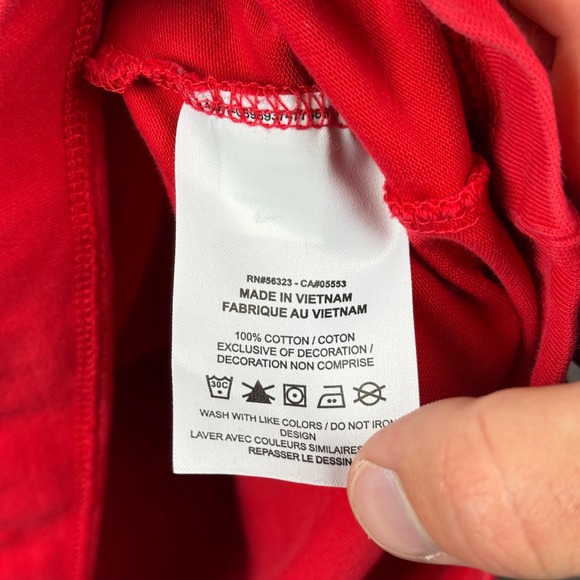 RN#56323 - CA#05553
MADE IN VIETNAM
FABRIQUE AU VIETNAM
100% COTTON / COTON
EXCLUSIVE OF DECORATION /
DECORATION NON COMPRISE
30C
WASH WITH LIKE COLORS / DO NOT IRON
DESIGN
LAVER AVEC COULEURS SIMILAIRES
REPASSER LE DESSIN